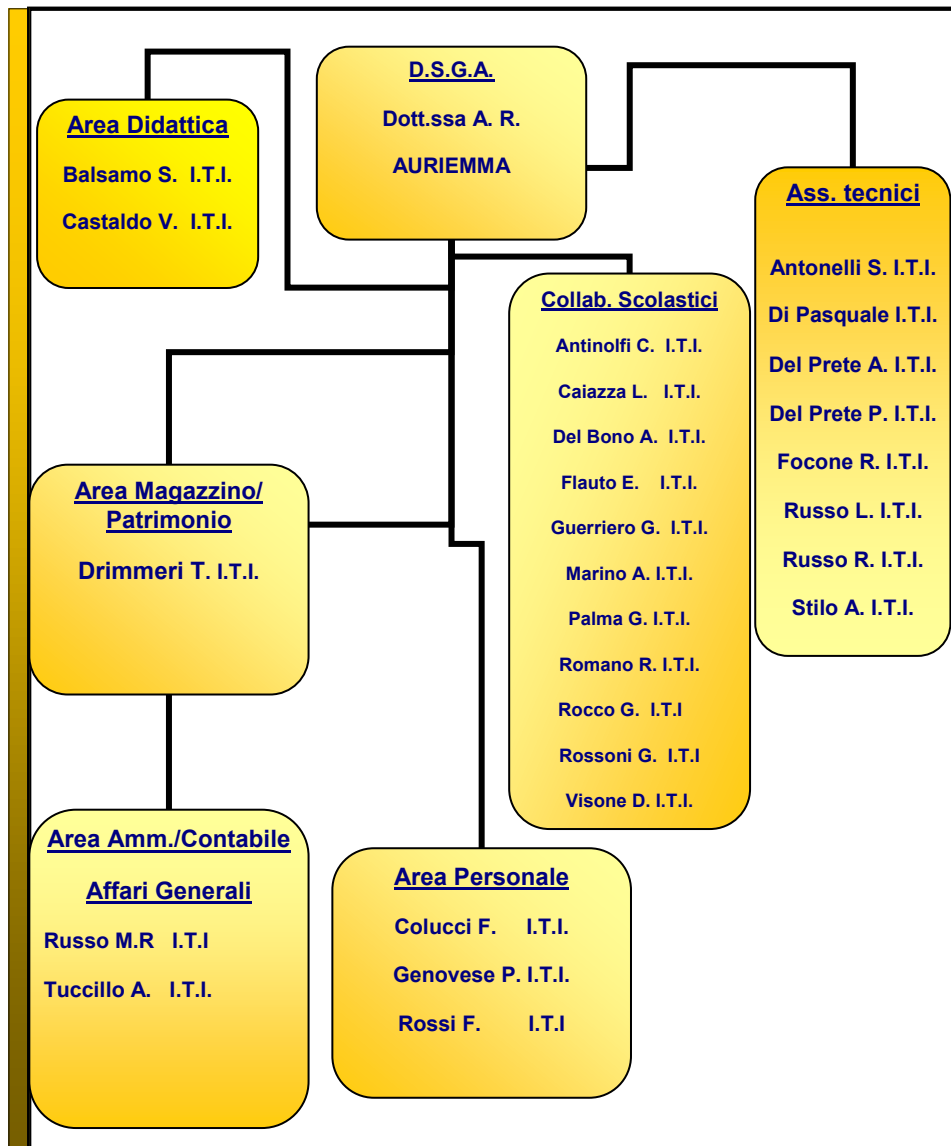 D.S.G.A.
Dott.ssa A. R.
AURIEMMA
Area Didattica
Balsamo S. I.T.I.
Castaldo V. I.T.I.
Ass. tecnici
Antonelli S. I.T.I.
Di Pasquale I.T.I.
Del Prete A. I.T.I.
Del Prete P. I.T.I.
Focone R. I.T.I.
Russo L. I.T.I.
Russo R. I.T.I.
Stilo A. I.T.I.
Collab. Scolastici
Antinolfi C. I.T.I.
Caiazza L. I.T.I.
Del Bono A. I.T.I.
Flauto E. I.T.I.
Guerriero G. I.T.I.
Marino A. I.T.I.
Palma G. I.T.I.
Romano R. I.T.I.
Rocco G. I.T.I
Rossoni G. I.T.I
Visone D. I.T.I.
Area Magazzino/
Patrimonio
Drimmeri T. I.T.I.
Area Amm./Contabile
Affari Generali
Russo M.R I.T.I
Tuccillo A. I.T.I.
Area Personale
Colucci F. I.T.I.
Genovese P. I.T.I.
Rossi F. I.T.I